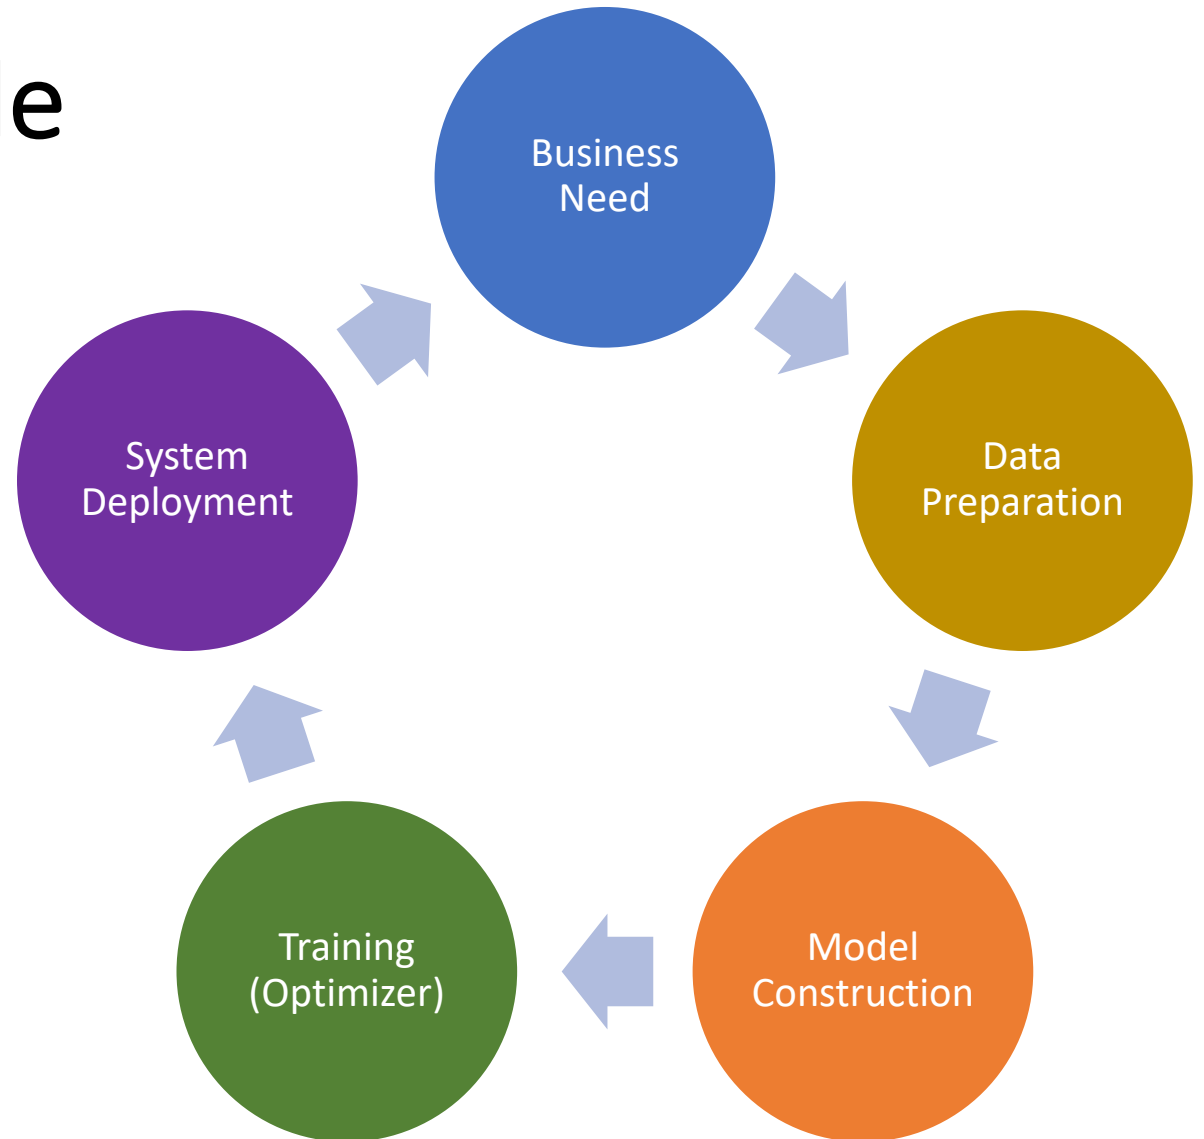 Business
Need
Data
Preparation
Model
Construction
Training
(Optimizer)
System
Deployment